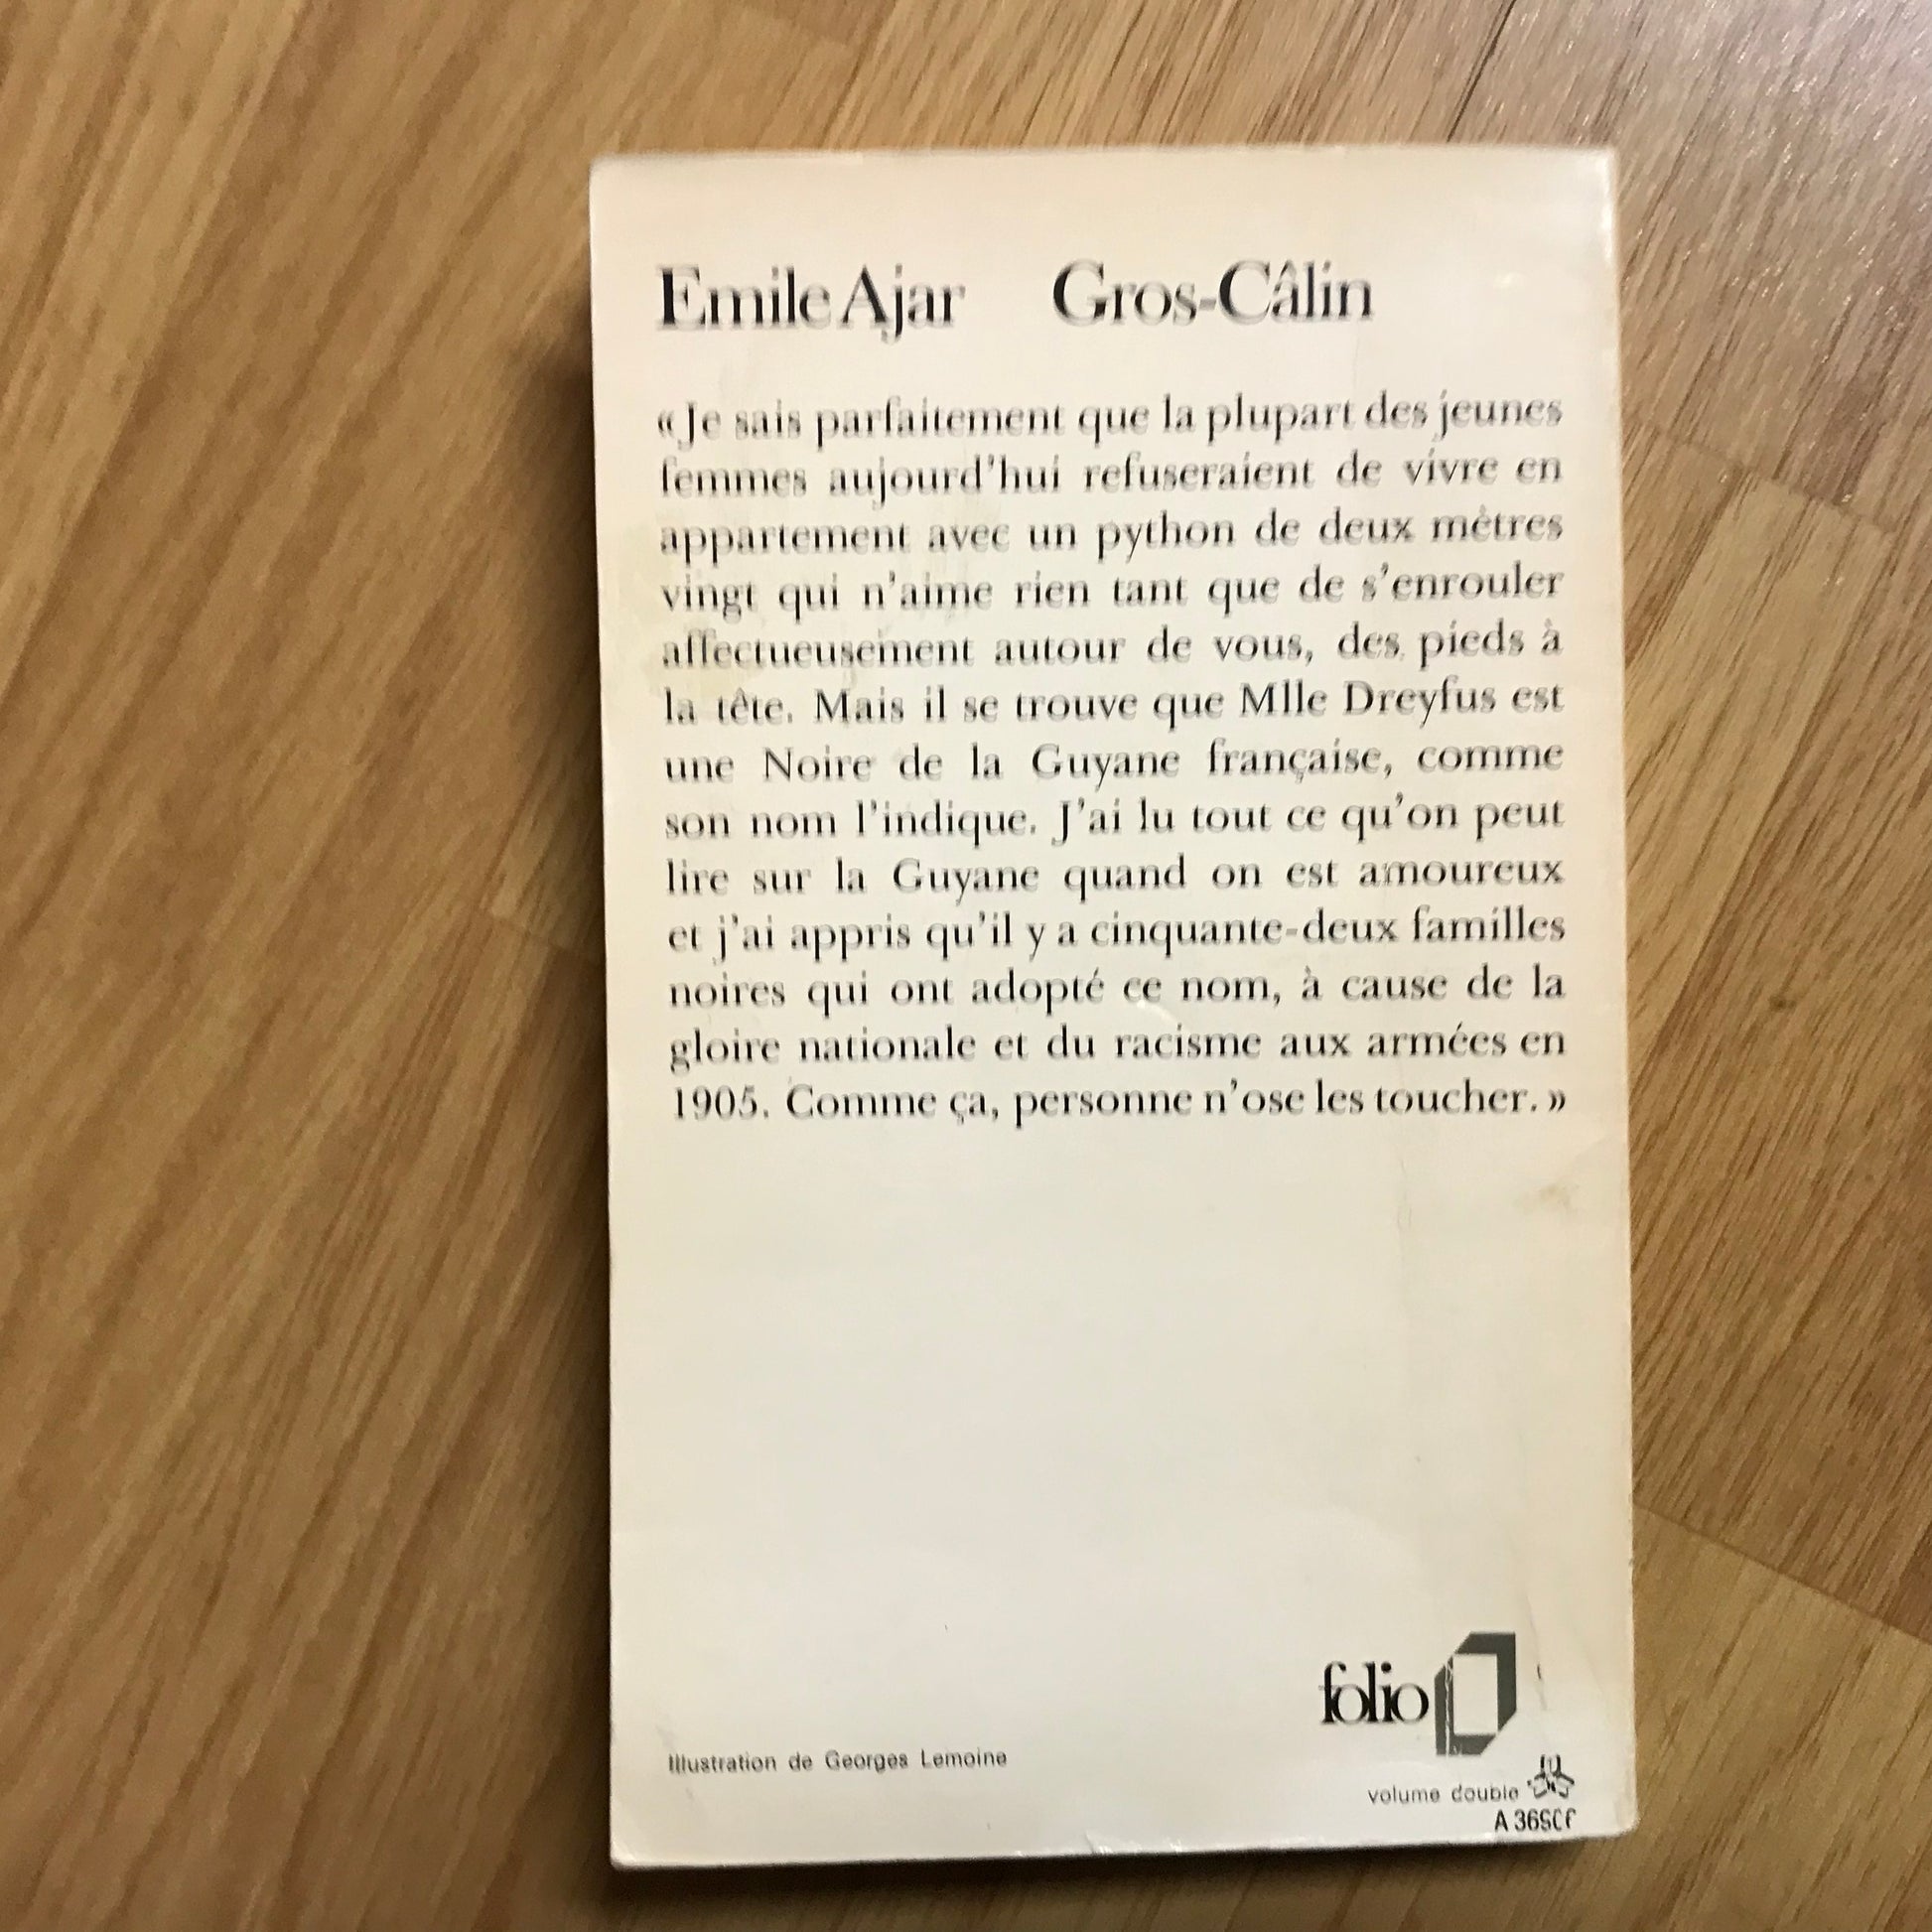 Emile Ajar Gros-Câlin
« Je sais parfaitement que la plupart des jeunes
femmes aujourd'hui refuseraient de vivre en
appartement avec un python de deux mètres
vingt qui n'aime rien tant que de s'enrouler
affectueusement autour de vous, des pieds à
la tête. Mais il se trouve que Mlle Dreyfus est
une Noire de la Guyane française, comme
son nom l'indique. J'ai lu tout ce qu'on peut
lire sur la Guyane quand on est amoureux
et j'ai appris qu'il y a cinquante-deux familles
noires qui ont adopté ce nom, à cause de la
gloire nationale et du racisme aux armées en
1905. Comme ça, personne n'ose les toucher. »
folio
Illustration de Georges Lemoine
volume double